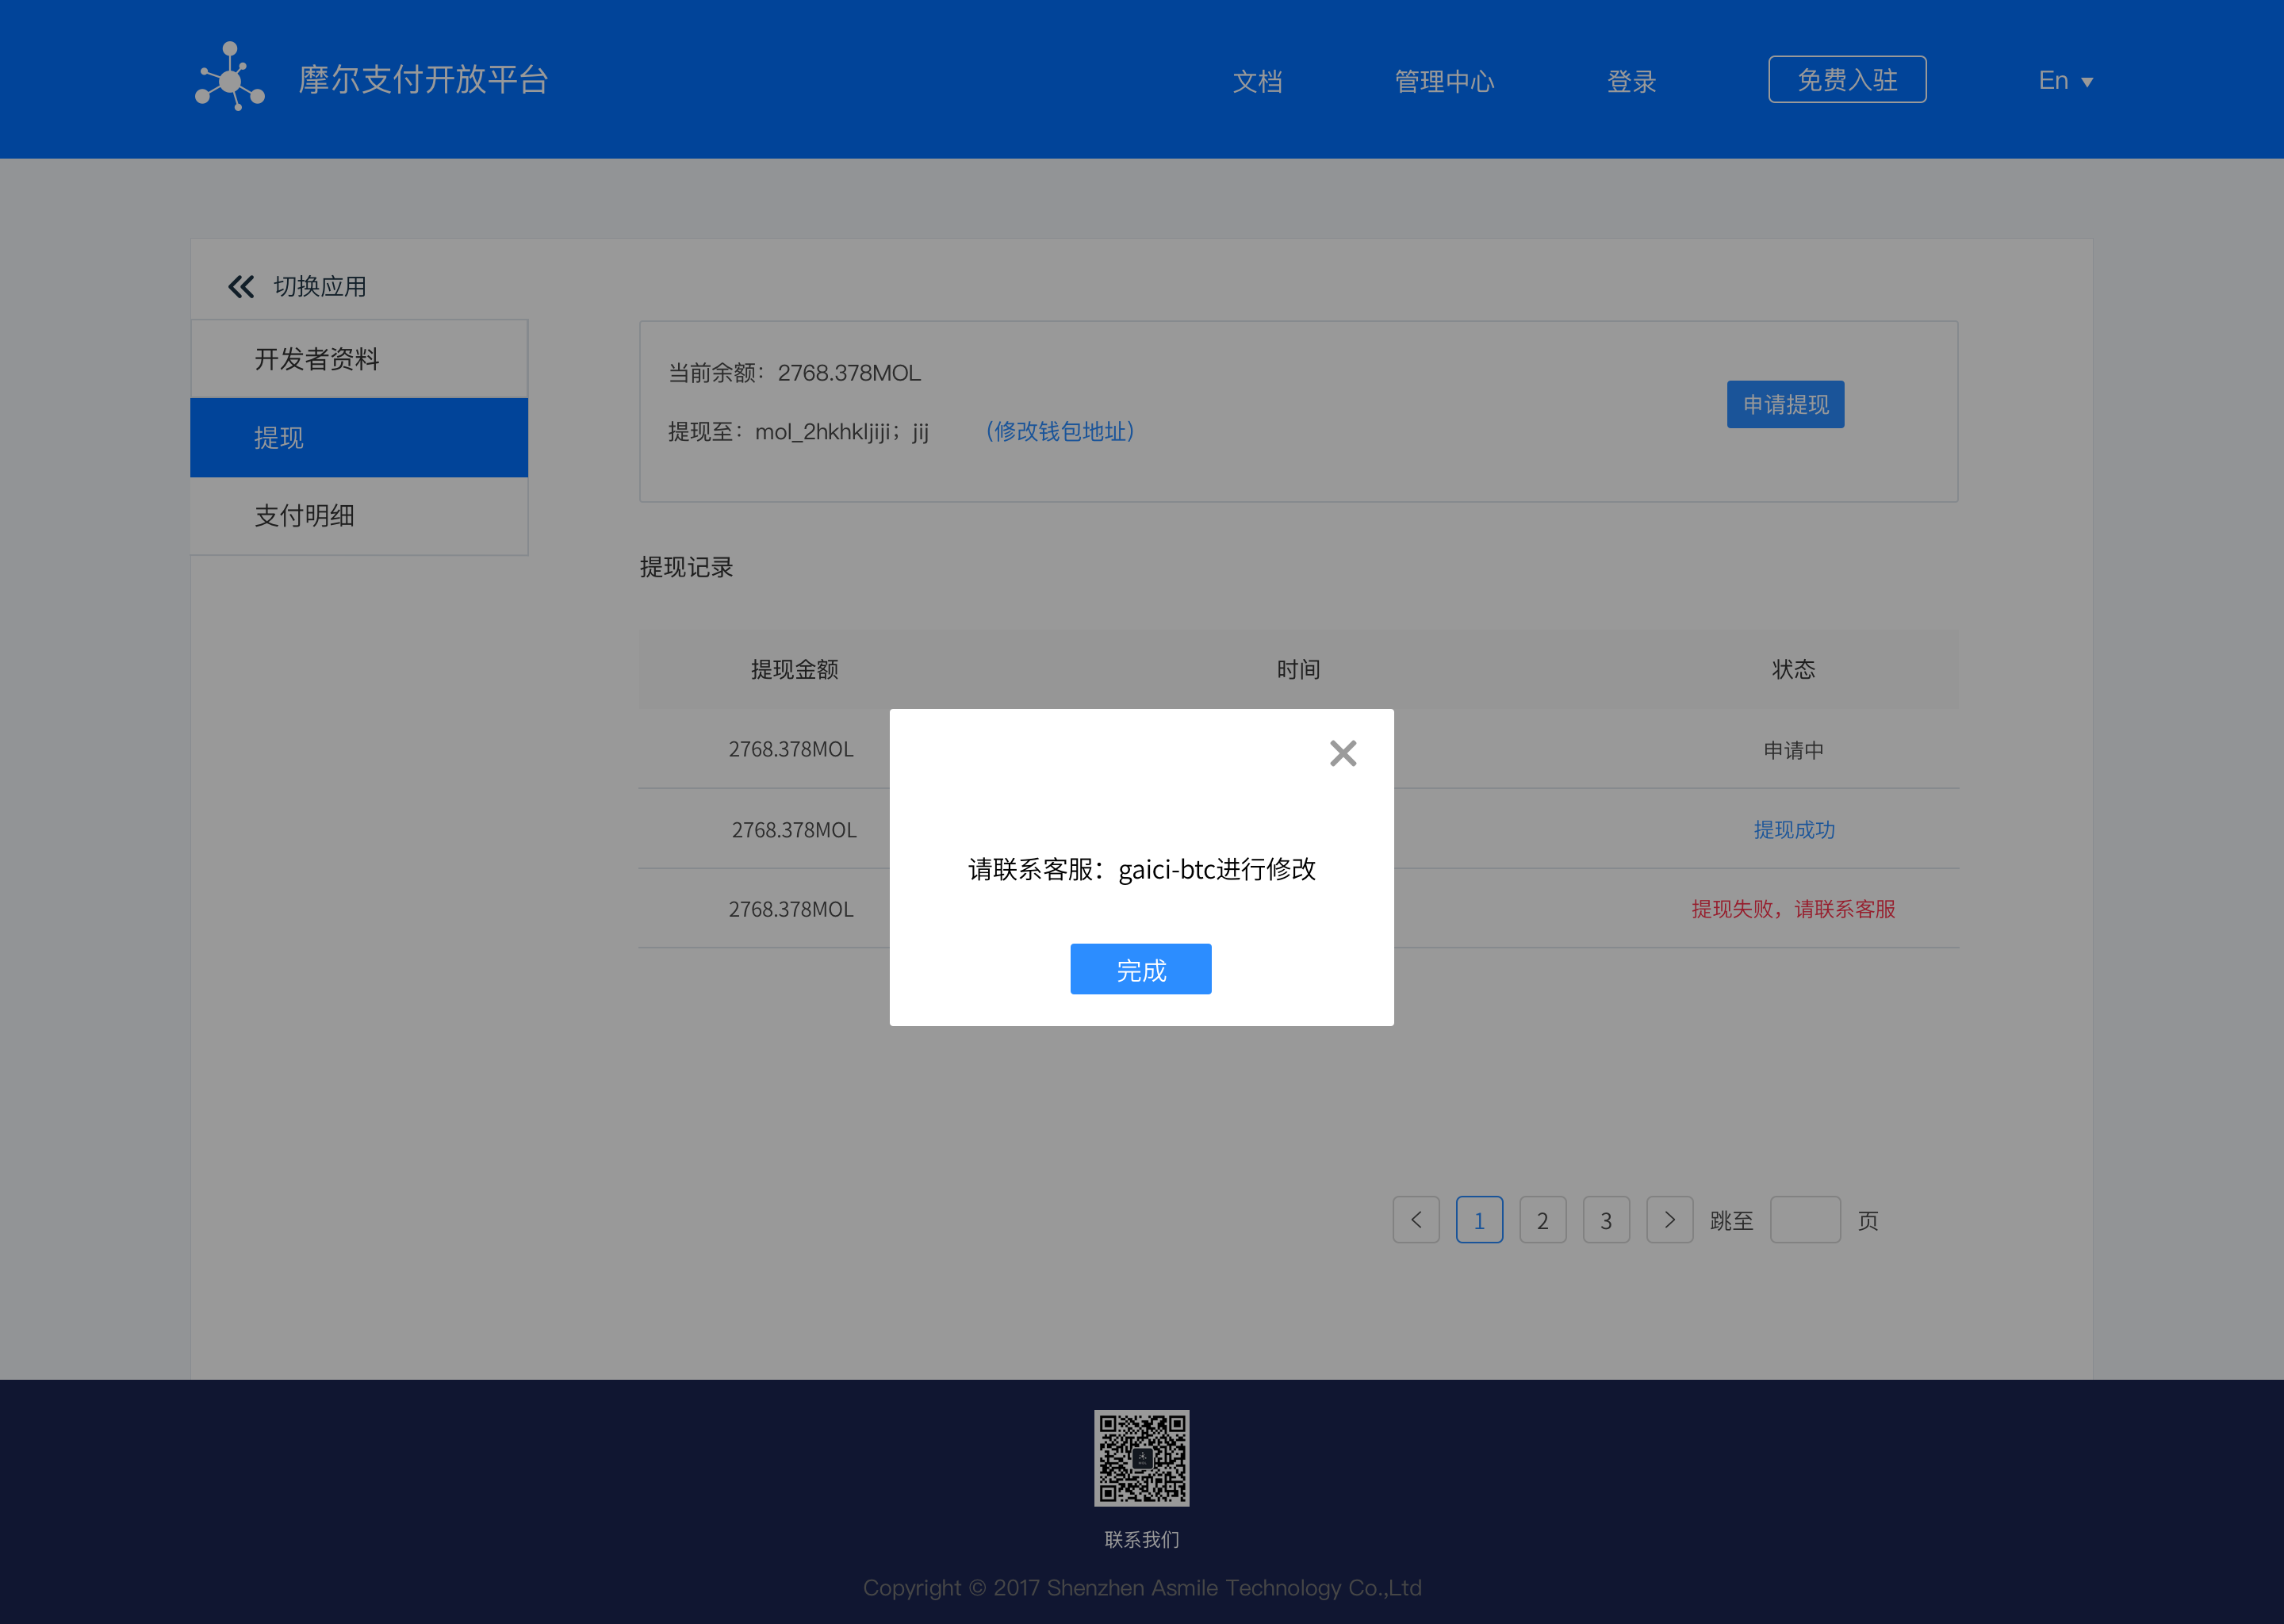 摩尔支付开放平台
文档
管理中心
登录
免费入驻
En
切换应用
开发者资料
提现
支付明细
当前余额：2768.378MOL
提现至：mol_2hkhkljiji；jij （修改钱包地址）
申请提现
提现记录
提现金额 时间 状态
2768.378MOL 申请中
2768.378MOL 提现成功
2768.378MOL 提现失败，请联系客服
请联系客服：gaici-btc进行修改
完成
1 2 3 跳至 页
联系我们
Copyright © 2017 Shenzhen Asmile Technology Co.,Ltd